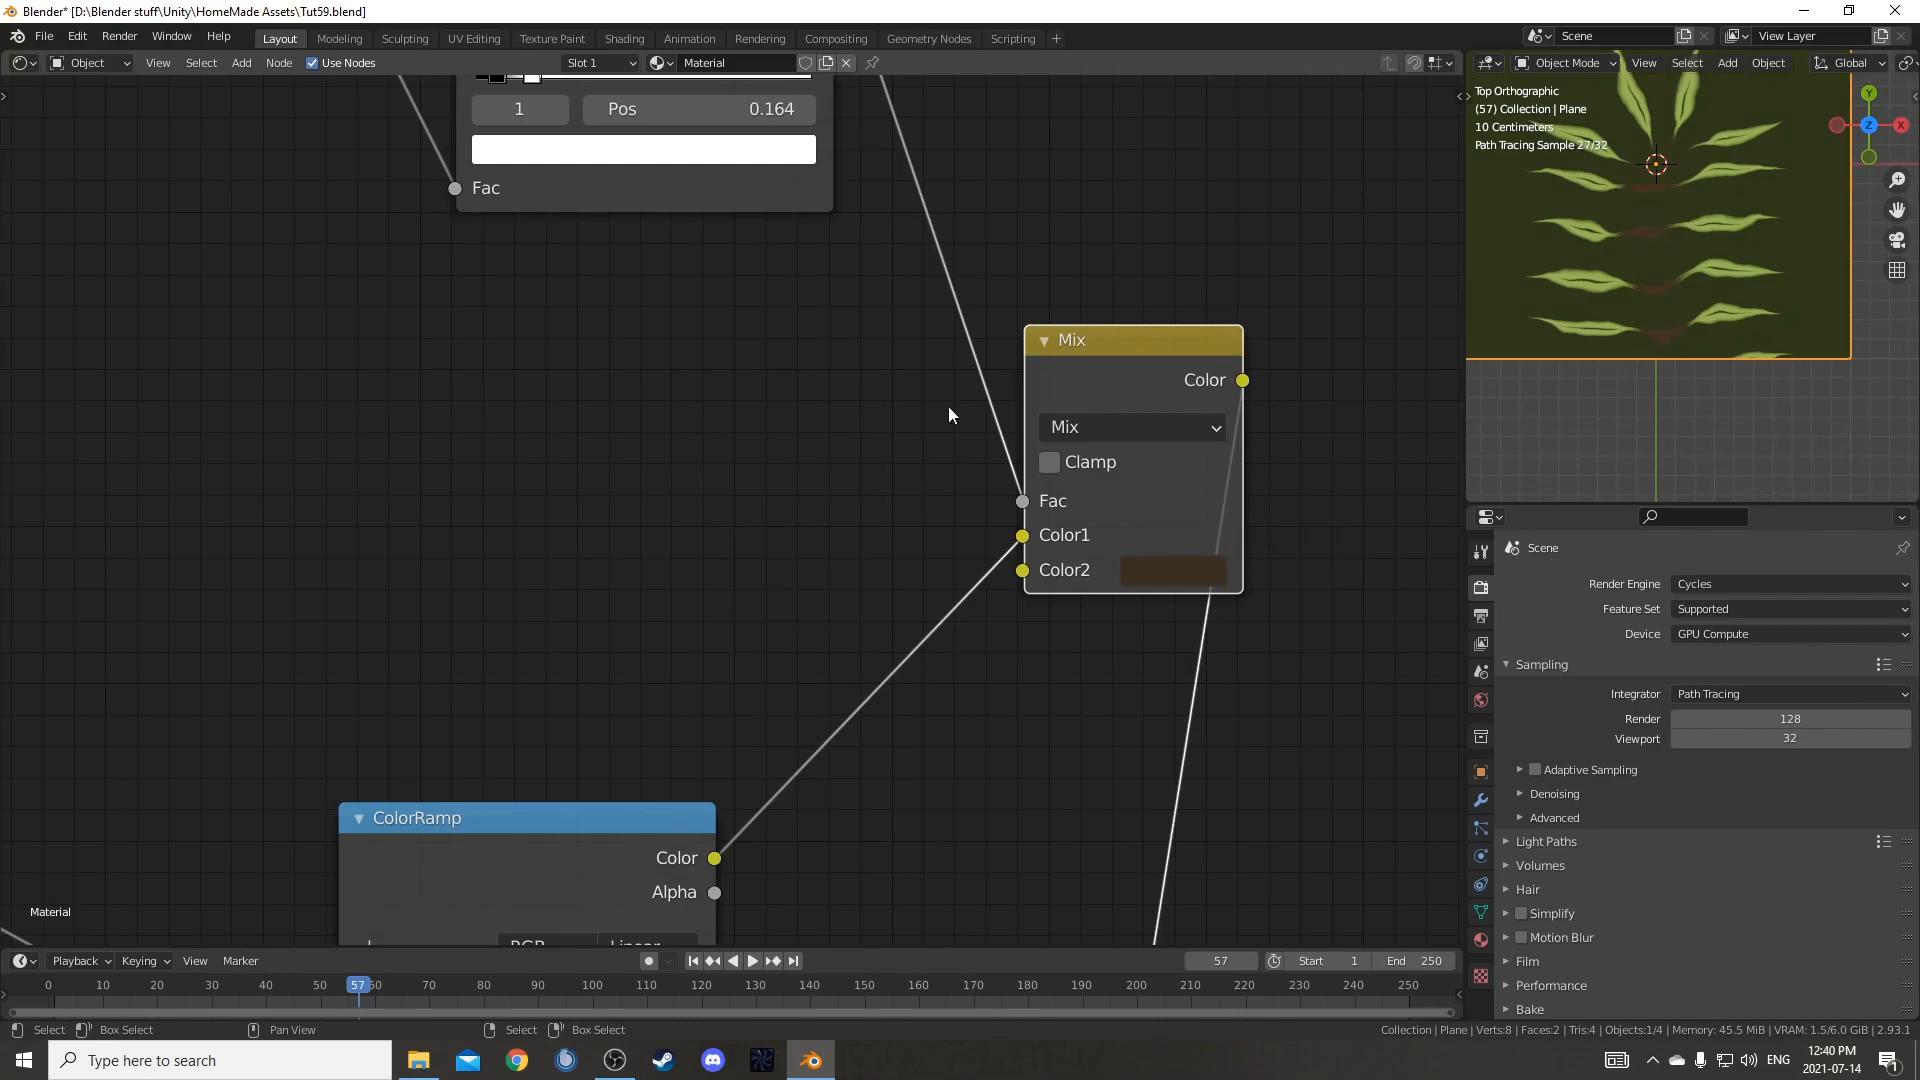 Blender* [D:\Blender stuff\Unity\HomeMade Assets\Tut59.blend]
File Edit Render Window Help Layout Modeling Sculpting UV Editing Texture Paint Shading Animation Rendering Compositing Geometry Nodes Scripting + Scene View Layer
Object View Select Add Node Use Nodes Slot 1 Material Object Mode View Select Add Object Global
Top Orthographic
(57) Collection | Plane
10 Centimeters
Path Tracing Sample 27/32
Y
Z
X
1 Pos 0.164
Fac
Mix
Color
Mix
Clamp
Fac
Color1
Color2
ColorRamp
Color
Alpha
RGB Linear
Material
Scene
Render Engine Cycles
Feature Set Supported
Device GPU Compute
Sampling
Integrator Path Tracing
Render 128
Viewport 32
Adaptive Sampling
Denoising
Advanced
Light Paths
Volumes
Hair
Simplify
Motion Blur
Film
Performance
Bake
Playback Keying View Marker 57 Start 1 End 250
0 10 20 30 40 50 57 60 70 80 90 100 110 120 130 140 150 160 170 180 190 200 210 220 230 240 250
Select Box Select Pan View Select Box Select Collection | Plane | Verts:8 | Faces:2 | Tris:4 | Objects:1/4 | Memory: 45.5 MiB | VRAM: 1.5/6.0 GiB | 2.93.1
Type here to search
ENG
12:40 PM
2021-07-14
1